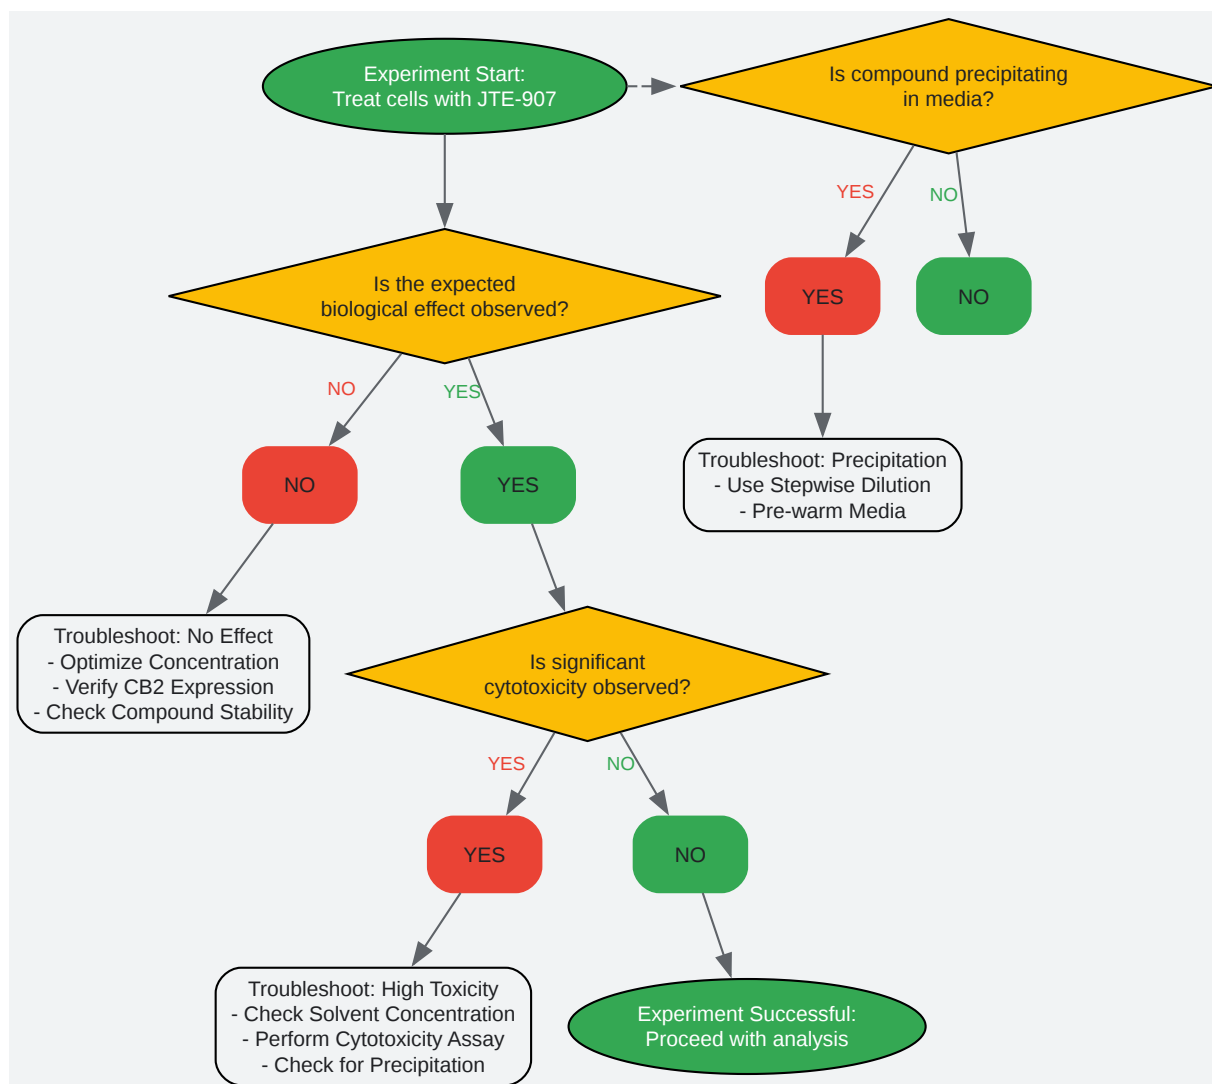 Experiment Start:
Treat cells with JTE-907
Is compound precipitating
in media?
YES
NO
YES
NO
Is the expected
biological effect observed?
NO
YES
NO
YES
Troubleshoot: Precipitation
- Use Stepwise Dilution
- Pre-warm Media
Troubleshoot: No Effect
- Optimize Concentration
- Verify CB2 Expression
- Check Compound Stability
Is significant
cytotoxicity observed?
YES
NO
YES
NO
Troubleshoot: High Toxicity
- Check Solvent Concentration
- Perform Cytotoxicity Assay
- Check for Precipitation
Experiment Successful:
Proceed with analysis